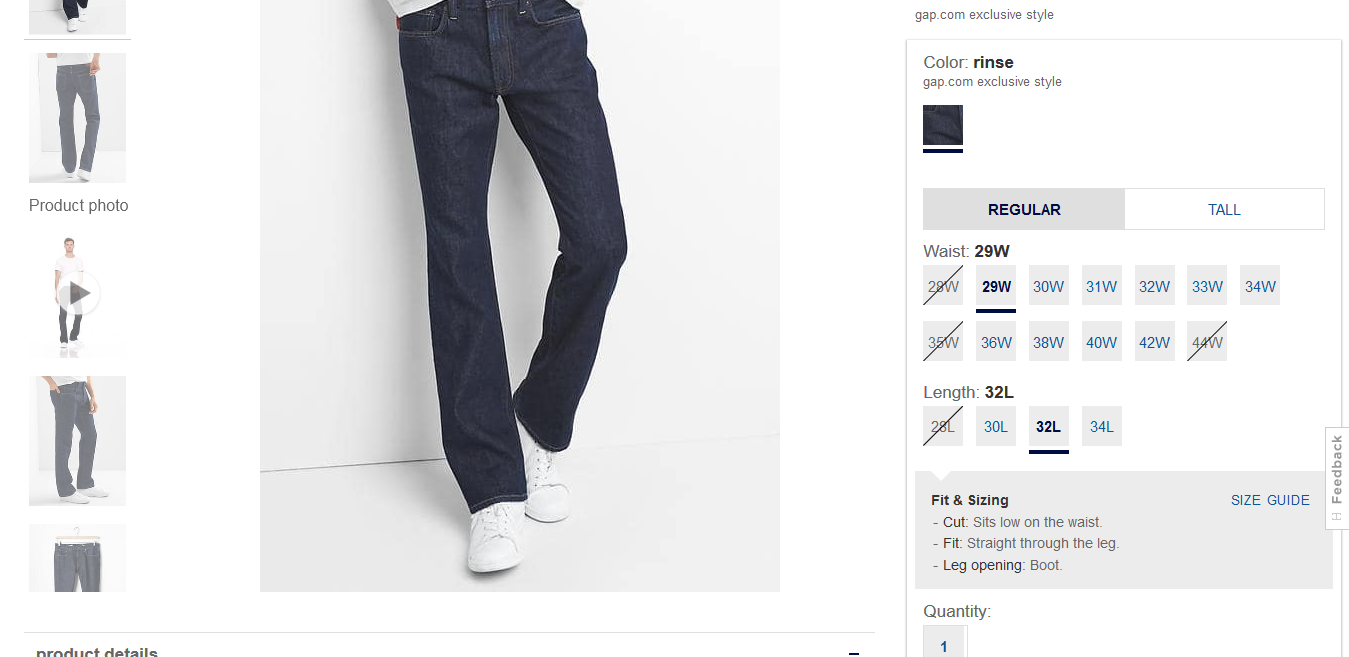 gap.com exclusive style
Color: rinse
gap.com exclusive style
REGULAR TALL
Waist: 29W
28W 29W 30W 31W 32W 33W 34W
35W 36W 38W 40W 42W 44W
Length: 32L
28L 30L 32L 34L
Fit & Sizing SIZE GUIDE
- Cut: Sits low on the waist.
- Fit: Straight through the leg.
- Leg opening: Boot.
Quantity:
1
Feedback
Product photo
product details